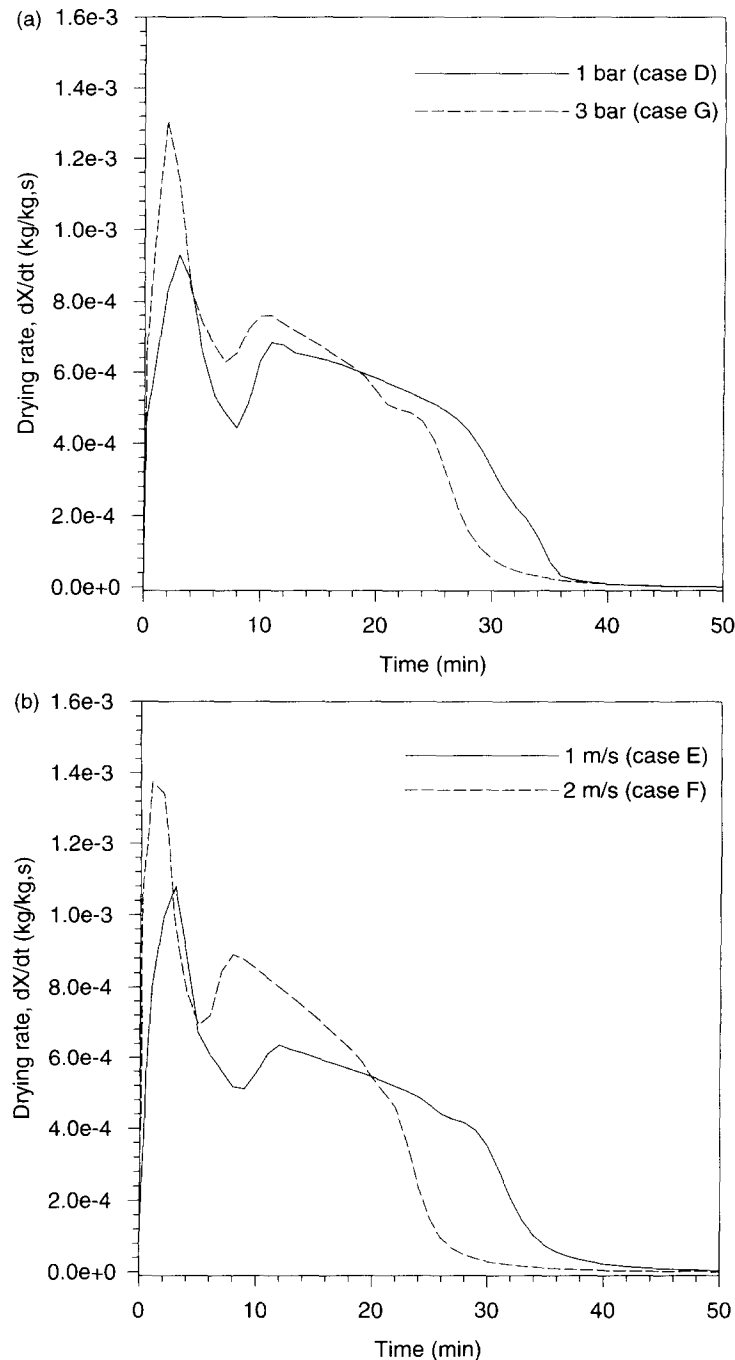 (a)
1.6e-3
1.4e-3
1.2e-3
1.0e-3
8.0e-4
6.0e-4
4.0e-4
2.0e-4
0.0e+0
Drying rate, dX/dt (kg/kg,s)
1 bar (case D)
3 bar (case G)
0 10 20 30 40 50
Time (min)
(b)
1.6e-3
1.4e-3
1.2e-3
1.0e-3
8.0e-4
6.0e-4
4.0e-4
2.0e-4
0.0e+0
Drying rate, dX/dt (kg/kg,s)
1 m/s (case E)
2 m/s (case F)
0 10 20 30 40 50
Time (min)